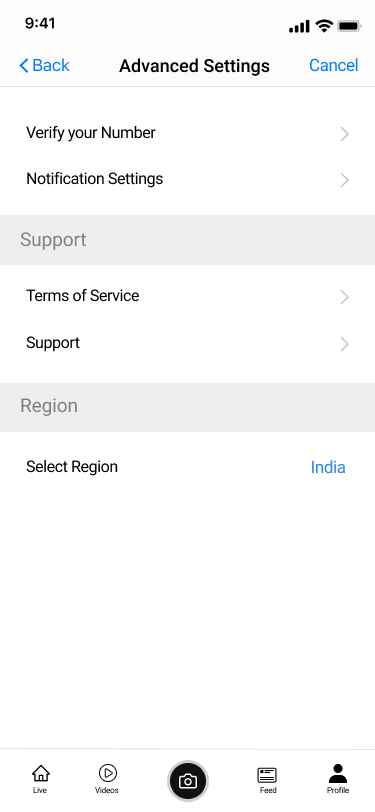 9:41
Back Advanced Settings Cancel
Verify your Number
Notification Settings
Support
Terms of Service
Support
Region
Select Region India
Live Videos Feed Profile